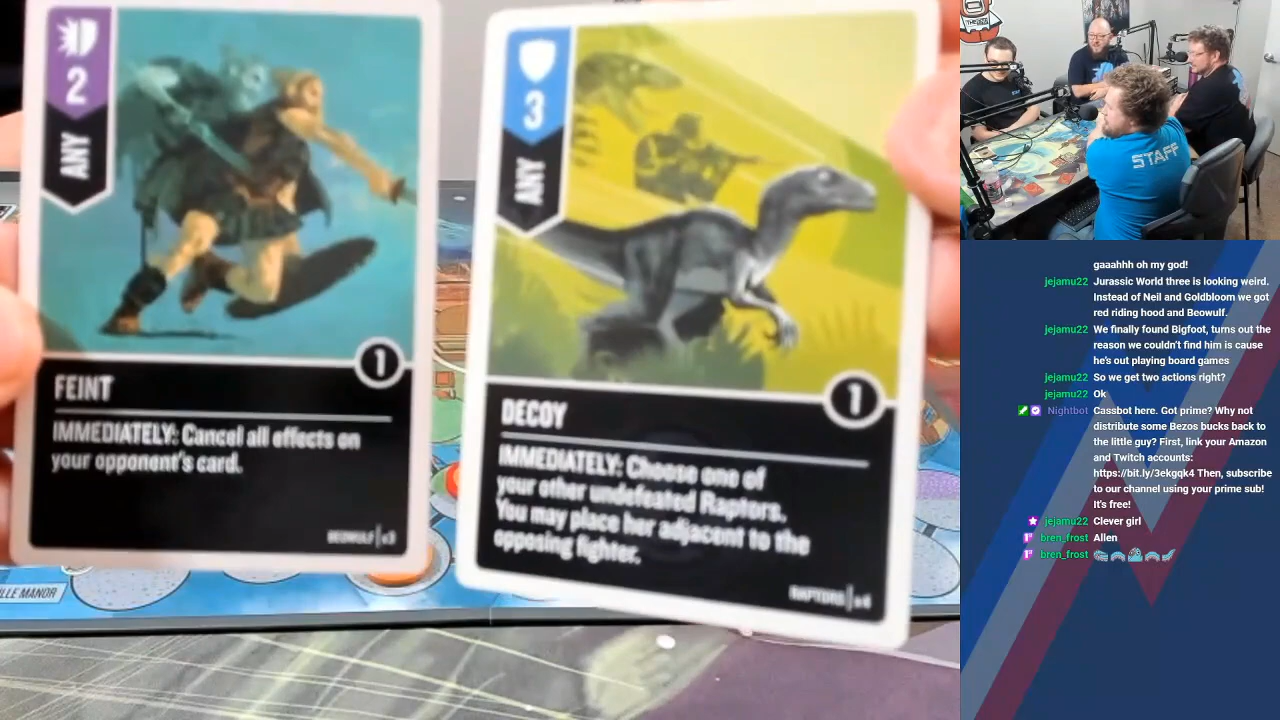 2
ANY
1
FEINT
IMMEDIATELY: Cancel all effects on
your opponent's card.
BEOWULF | x3
3
ANY
1
DECOY
IMMEDIATELY: Choose one of
your other undefeated Raptors.
You may place her adjacent to the
opposing fighter.
RAPTORS | x4
LLE MANOR
STAFF
gaaahhh oh my god!
jejamu22 Jurassic World three is looking weird.
Instead of Neil and Goldbloom we got
red riding hood and Beowulf.
jejamu22 We finally found Bigfoot, turns out the
reason we couldn't find him is cause
he's out playing board games
jejamu22 So we get two actions right?
jejamu22 Ok
Nightbot Cassbot here. Got prime? Why not
distribute some Bezos bucks back to
the little guy? First, link your Amazon
and Twitch accounts:
https://bit.ly/3ekgqk4 Then, subscribe
to our channel using your prime sub!
It's free!
jejamu22 Clever girl
bren_frost Allen
bren_frost